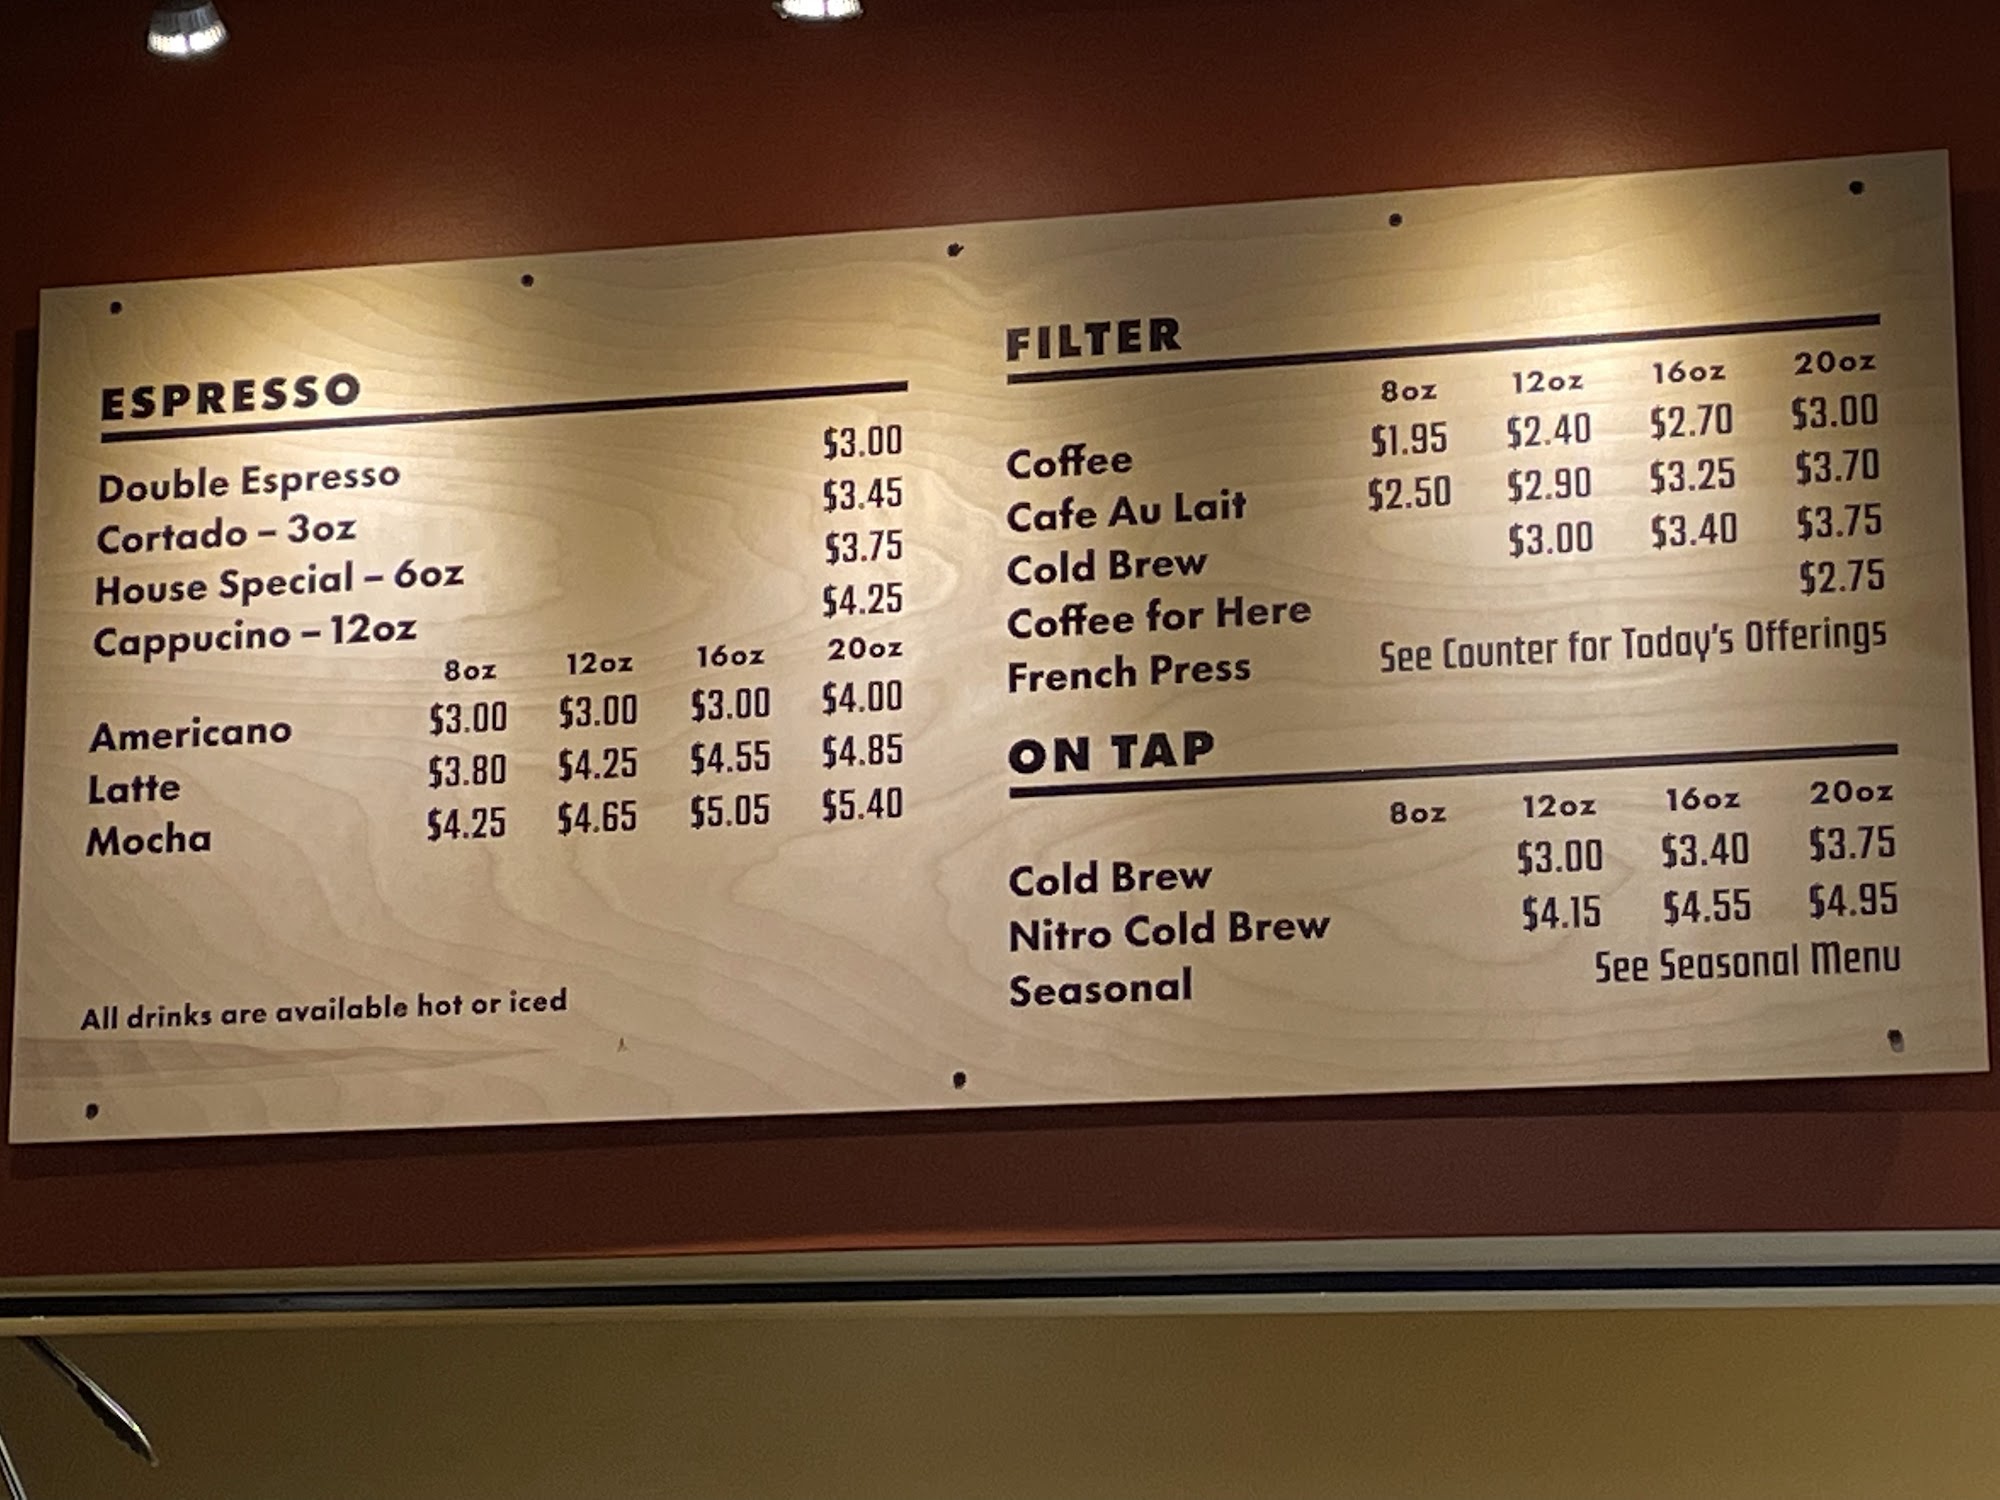 ESPRESSO
Double Espresso $3.00
Cortado – 3oz $3.45
House Special – 6oz $3.75
Cappucino – 12oz $4.25
8oz 12oz 16oz 20oz
Americano $3.00 $3.00 $3.00 $4.00
Latte $3.80 $4.25 $4.55 $4.85
Mocha $4.25 $4.65 $5.05 $5.40
All drinks are available hot or iced
FILTER
8oz 12oz 16oz 20oz
Coffee $1.95 $2.40 $2.70 $3.00
Cafe Au Lait $2.50 $2.90 $3.25 $3.70
Cold Brew $3.00 $3.40 $3.75
Coffee for Here $2.75
French Press See Counter for Today's Offerings
ON TAP
8oz 12oz 16oz 20oz
Cold Brew $3.00 $3.40 $3.75
Nitro Cold Brew $4.15 $4.55 $4.95
Seasonal See Seasonal Menu